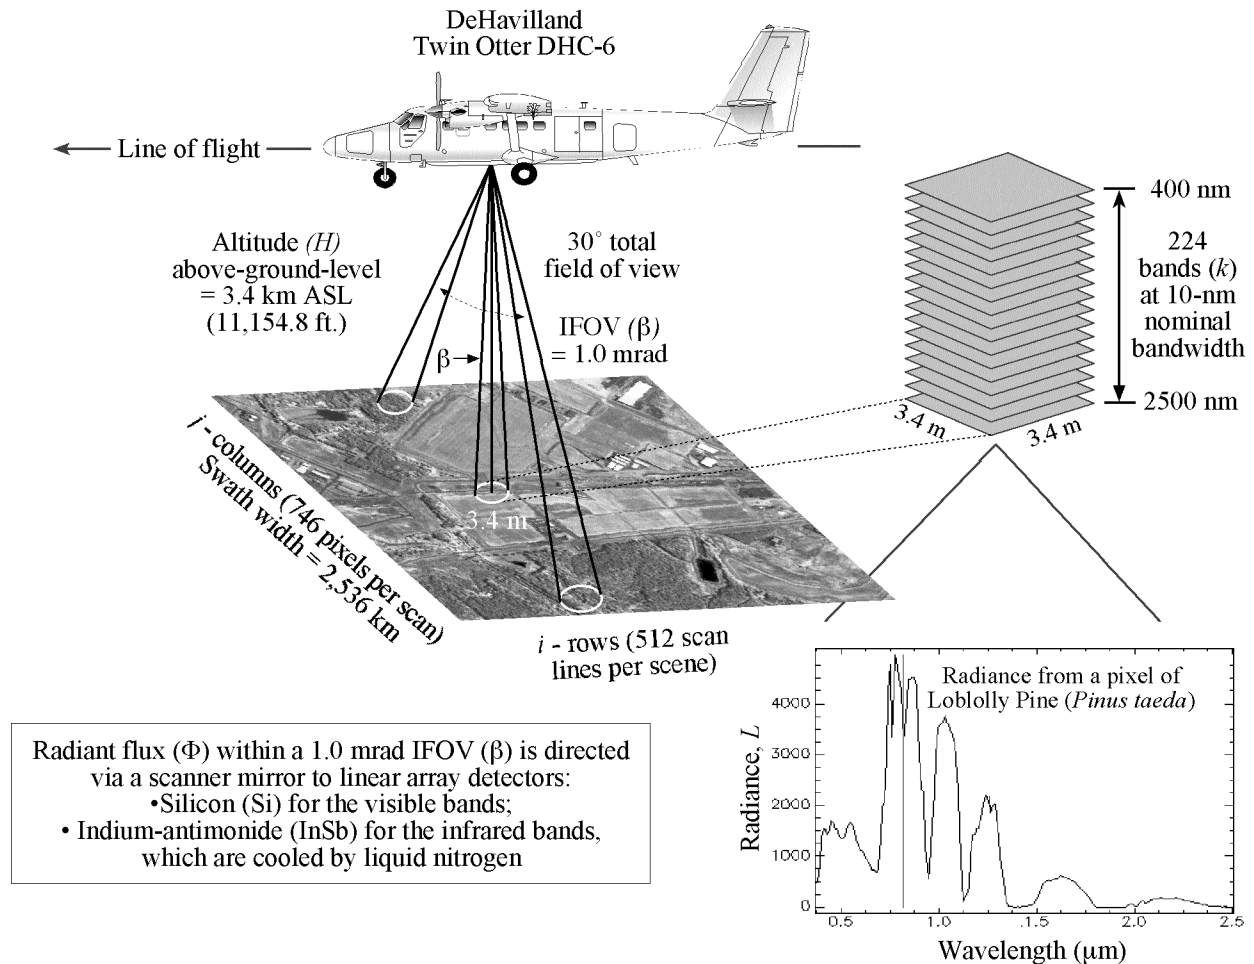 DeHavilland
Twin Otter DHC-6
Line of flight
Altitude (H)
above-ground-level
= 3.4 km ASL
(11,154.8 ft.)
30° total
field of view
IFOV (β)
= 1.0 mrad
β
400 nm
224
bands (k)
at 10-nm
nominal
bandwidth
2500 nm
3.4 m
3.4 m
3.4 m
j - columns (746 pixels per scan)
Swath width = 2,536 km
i - rows (512 scan
lines per scene)
Radiant flux (Φ) within a 1.0 mrad IFOV (β) is directed
via a scanner mirror to linear array detectors:
•Silicon (Si) for the visible bands;
• Indium-antimonide (InSb) for the infrared bands,
which are cooled by liquid nitrogen
Radiance from a pixel of
Loblolly Pine (Pinus taeda)
Radiance, L
4000
3000
2000
1000
0
0.5
1.0
1.5
2.0
2.5
Wavelength (μm)